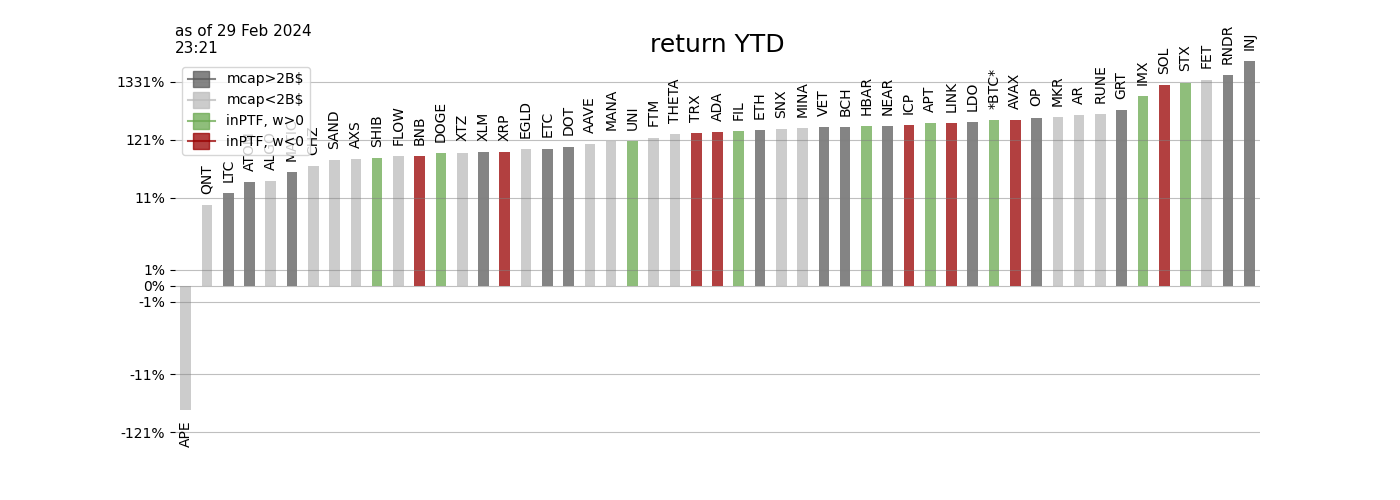 as of 29 Feb 2024
23:21
return YTD
mcap>2B$
mcap<2B$
inPTF, w>0
inPTF, w<0
1331%
121%
11%
1%
0%
-1%
-11%
-121%
APE
QNT
LTC
ATOM
ALGO
MATIC
CHZ
SAND
AXS
SHIB
FLOW
BNB
DOGE
XTZ
XLM
XRP
EGLD
ETC
DOT
AAVE
MANA
UNI
FTM
THETA
TRX
ADA
FIL
ETH
SNX
MINA
VET
BCH
HBAR
NEAR
ICP
APT
LINK
LDO
*BTC*
AVAX
OP
MKR
AR
RUNE
GRT
IMX
SOL
STX
FET
RNDR
INJ